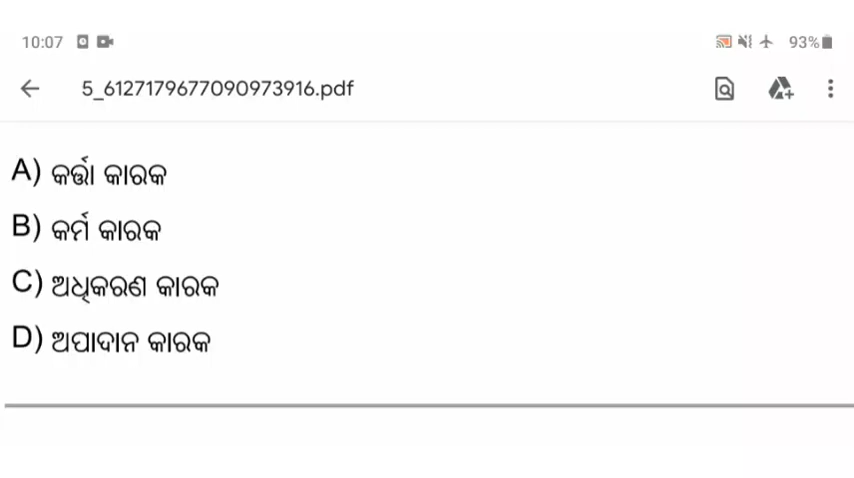 10:07 93%
5_6127179677090973916.pdf
A) କର୍ତ୍ତା କାରକ
B) କର୍ମ କାରକ
C) ଅଧିକରଣ କାରକ
D) ଅପାଦାନ କାରକ